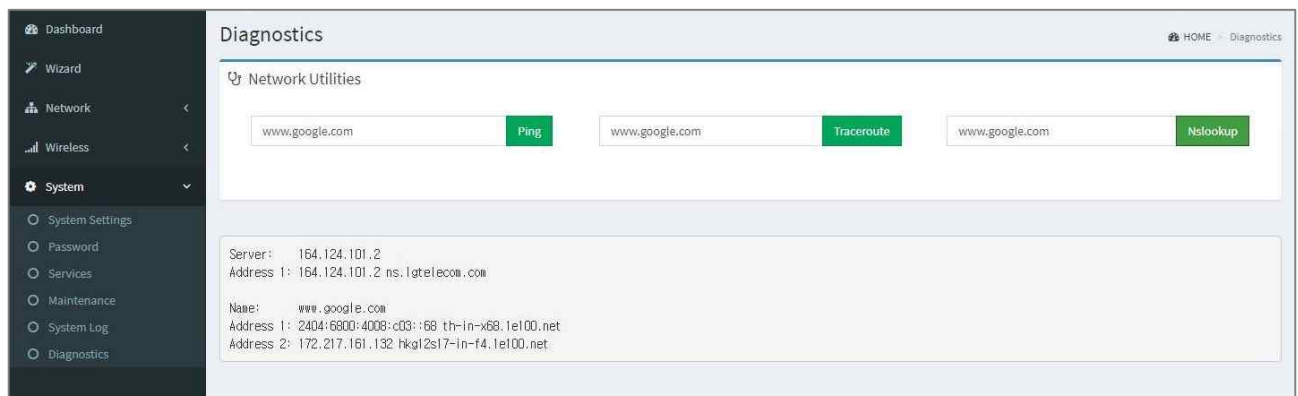 Dashboard
Wizard
Network
Wireless
System
System Settings
Password
Services
Maintenance
System Log
Diagnostics
Diagnostics
HOME > Diagnostics
Network Utilities
www.google.com Ping www.google.com Traceroute www.google.com Nslookup
Server: 164.124.101.2
Address 1: 164.124.101.2 ns.lgtelecom.com
Name: www.google.com
Address 1: 2404:6800:4008:c03::68 th-in-x68.1e100.net
Address 2: 172.217.161.132 hkg12s17-in-f4.1e100.net